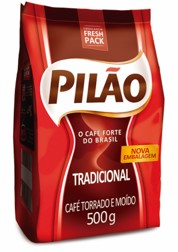 FRESH
PACK
PILÃO
O CAFÉ FORTE
DO BRASIL
NOVA
EMBALAGEM
TRADICIONAL
CAFÉ TORRADO E MOÍDO
500g